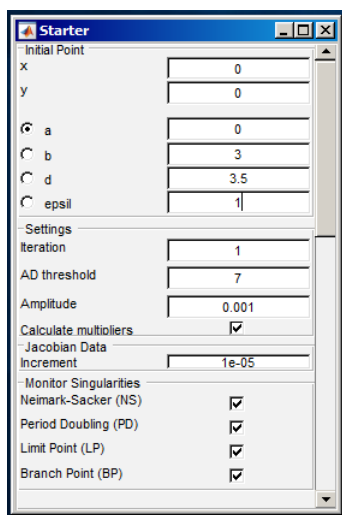 Starter
Initial Point
x 0
y 0
a 0
b 3
d 3.5
epsil 1
Settings
Iteration 1
AD threshold 7
Amplitude 0.001
Calculate multipliers
Jacobian Data
Increment 1e-05
Monitor Singularities
Neimark-Sacker (NS)
Period Doubling (PD)
Limit Point (LP)
Branch Point (BP)